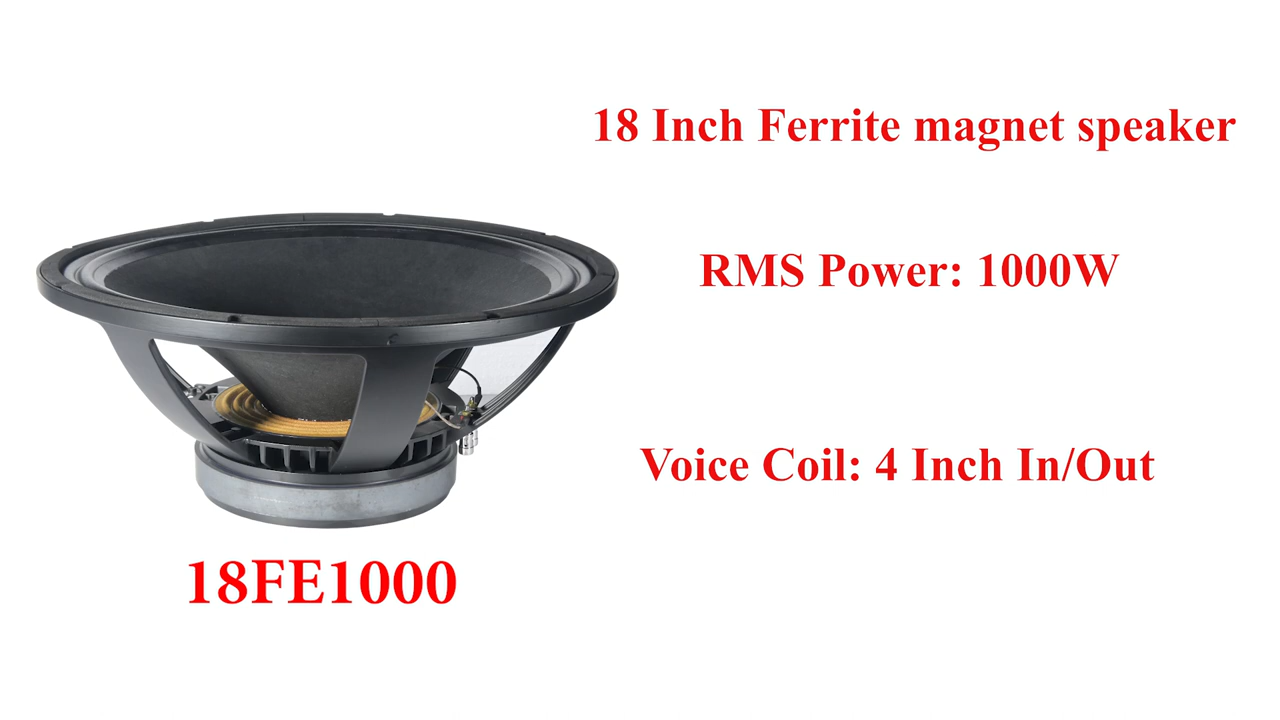 18 Inch Ferrite magnet speaker
RMS Power: 1000W
Voice Coil: 4 Inch In/Out
18FE1000